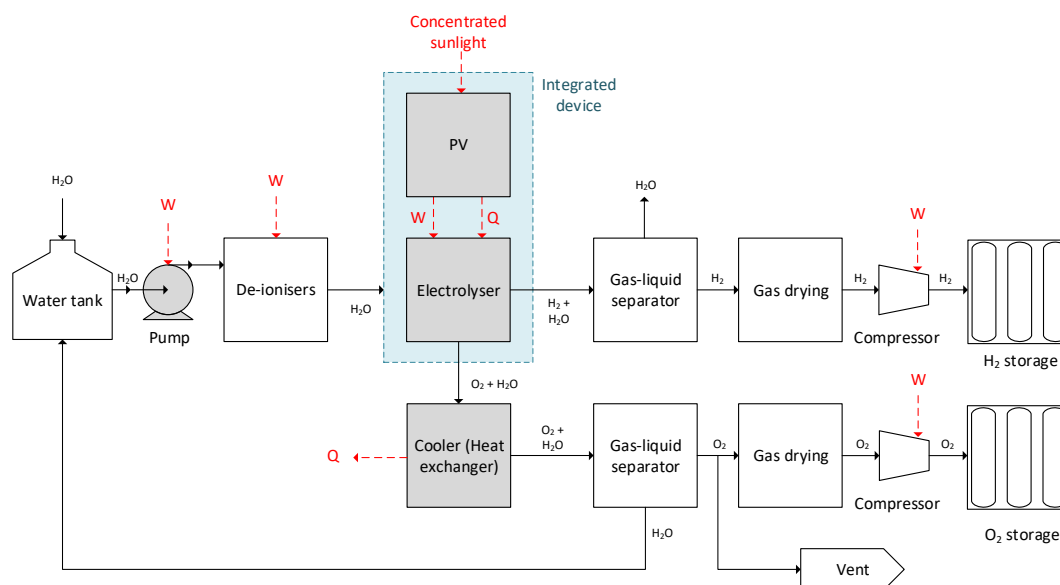 Concentrated
sunlight
Integrated
device
PV
W
Q
H₂O
W
W
H₂O
Water tank
Pump
De-ionisers
H₂O
Electrolyser
H₂ +
H₂O
H₂O
Gas-liquid
separator
H₂
Gas drying
H₂
W
H₂
Compressor
H₂ storage
O₂ + H₂O
Q
Cooler (Heat
exchanger)
O₂ +
H₂O
Gas-liquid
separator
O₂
Gas drying
O₂
W
O₂
Compressor
O₂ storage
H₂O
Vent